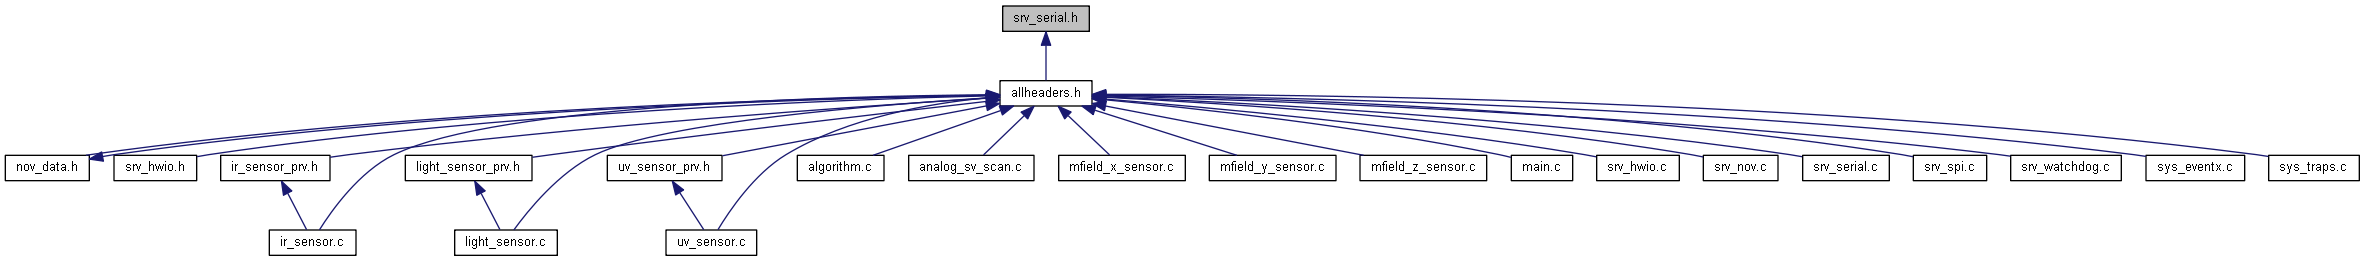 srv_serial.h
allheaders.h
nov_data.h
srv_hwio.h
ir_sensor_prv.h
light_sensor_prv.h
uv_sensor_prv.h
algorithm.c
analog_sv_scan.c
mfield_x_sensor.c
mfield_y_sensor.c
mfield_z_sensor.c
main.c
srv_hwio.c
srv_nov.c
srv_serial.c
srv_spi.c
srv_watchdog.c
sys_eventx.c
sys_traps.c
ir_sensor.c
light_sensor.c
uv_sensor.c